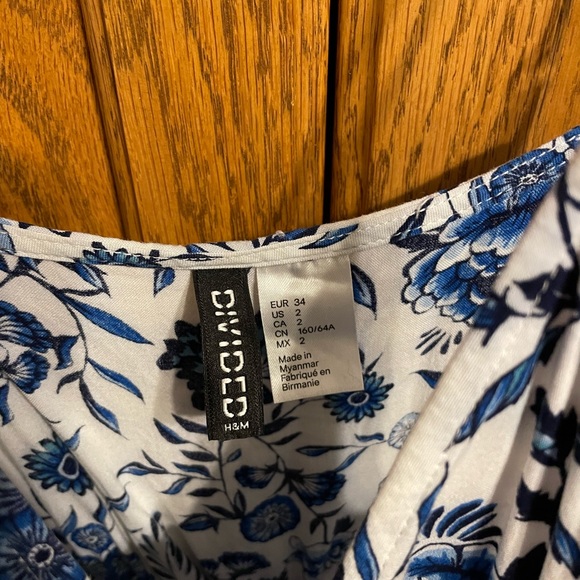 DIVIDED
H&M
EUR 34
US 2
CA 2
CN 160/64A
MX 2
Made in
Myanmar
Fabriqué en
Birmanie